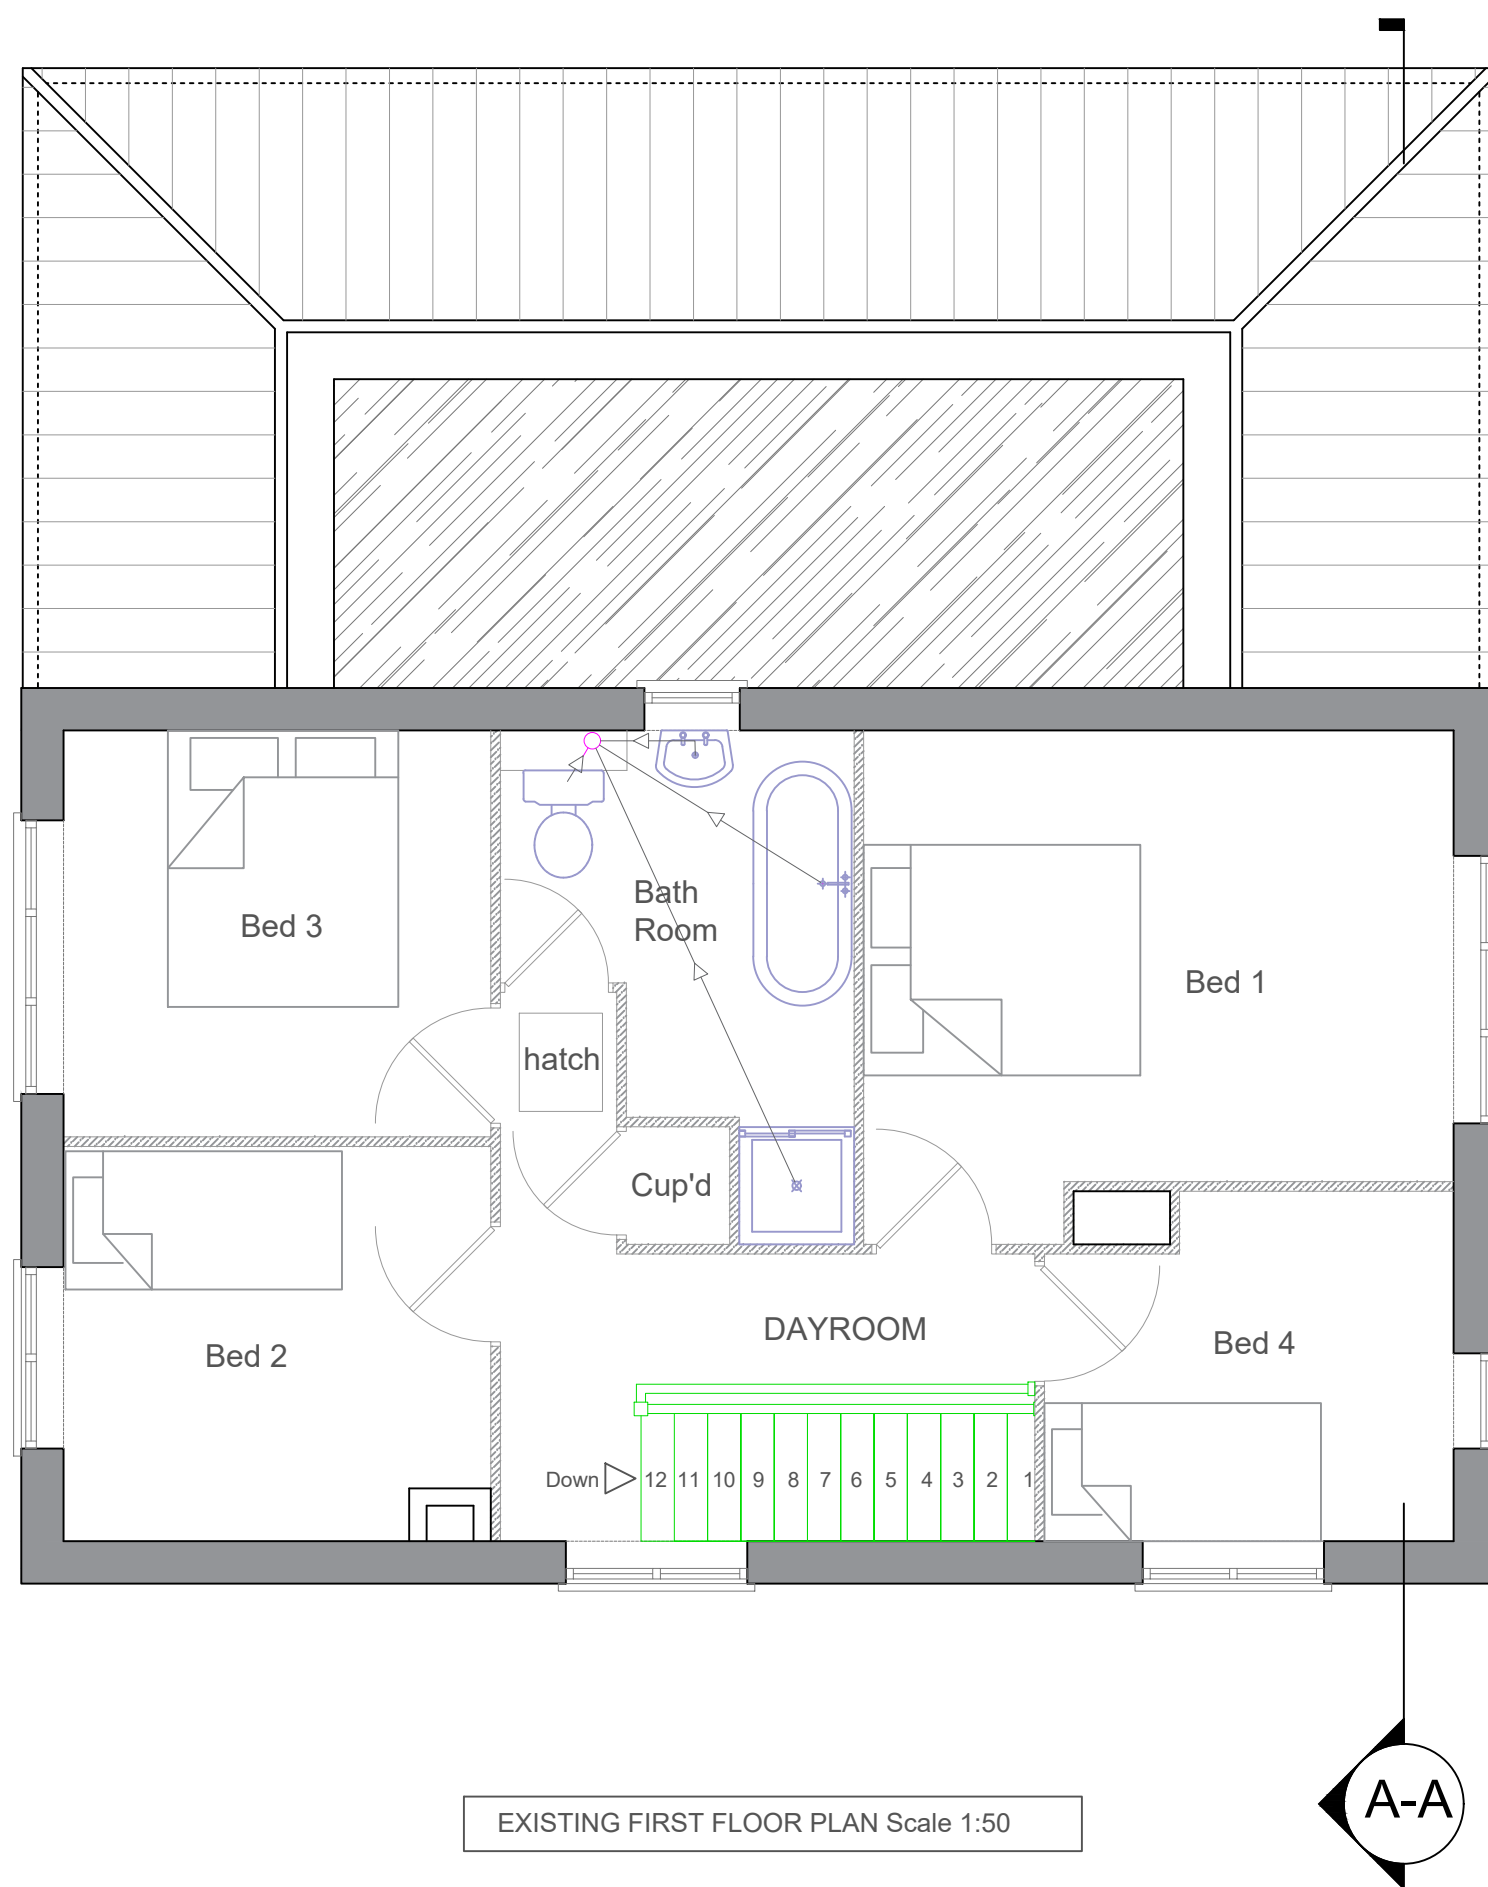 Bath
Room
Bed 3
Bed 1
hatch
Cup'd
DAYROOM
Bed 2
Bed 4
Down 12 11 10 9 8 7 6 5 4 3 2 1
A-A
EXISTING FIRST FLOOR PLAN Scale 1:50